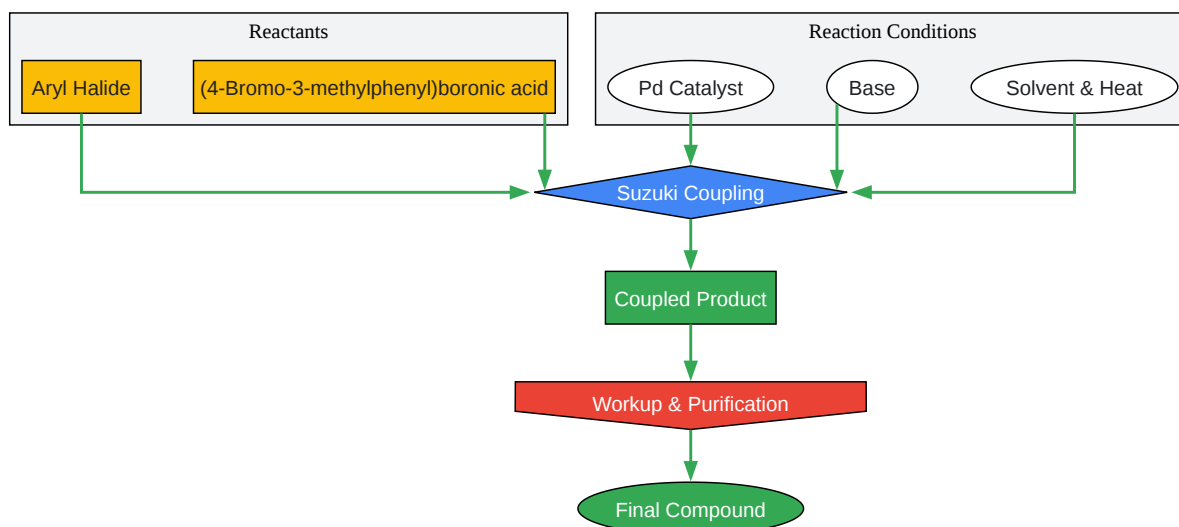 Reactants
Reaction Conditions
Aryl Halide
(4-Bromo-3-methylphenyl)boronic acid
Pd Catalyst
Base
Solvent & Heat
Suzuki Coupling
Coupled Product
Workup & Purification
Final Compound